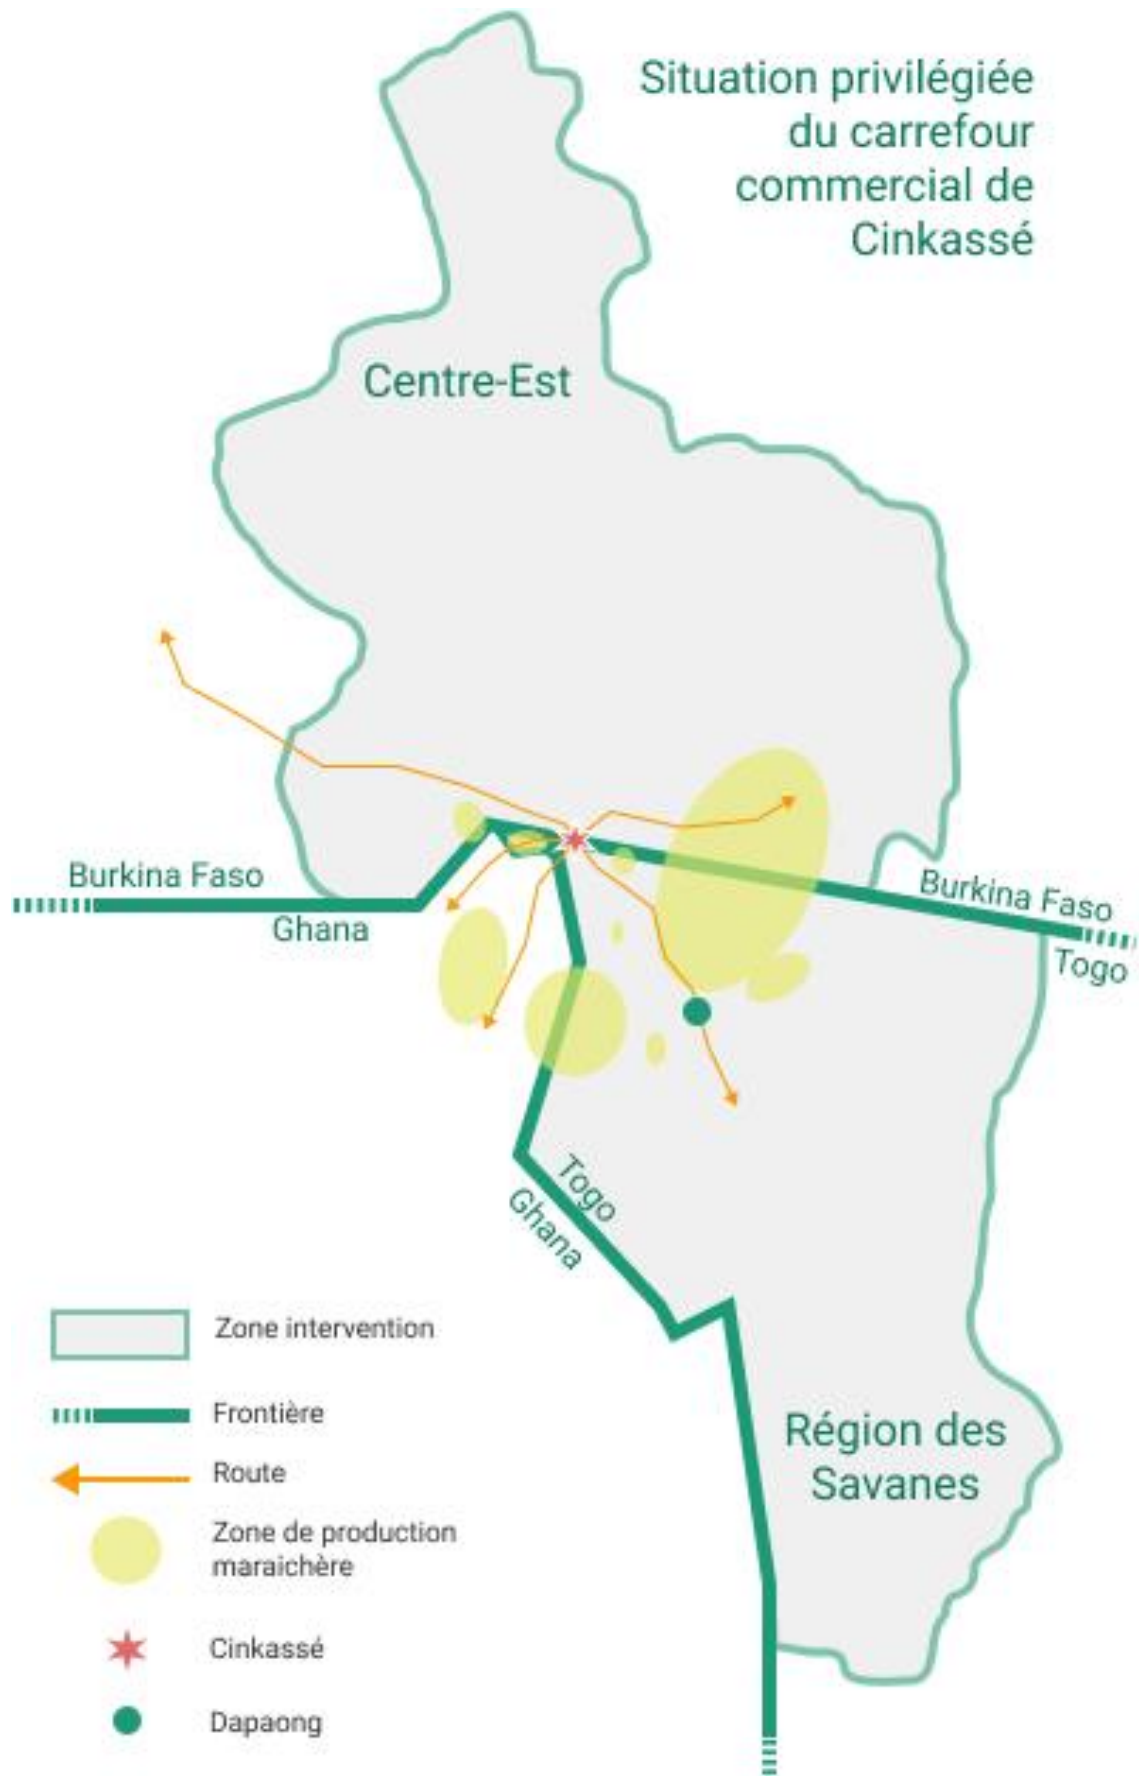 Situation privilégiée
du carrefour
commercial de
Cinkassé
Centre-Est
Burkina Faso
Ghana
Burkina Faso
Togo
Togo
Ghana
Région des
Savanes
Zone intervention
Frontière
Route
Zone de production
maraichère
Cinkassé
Dapaong